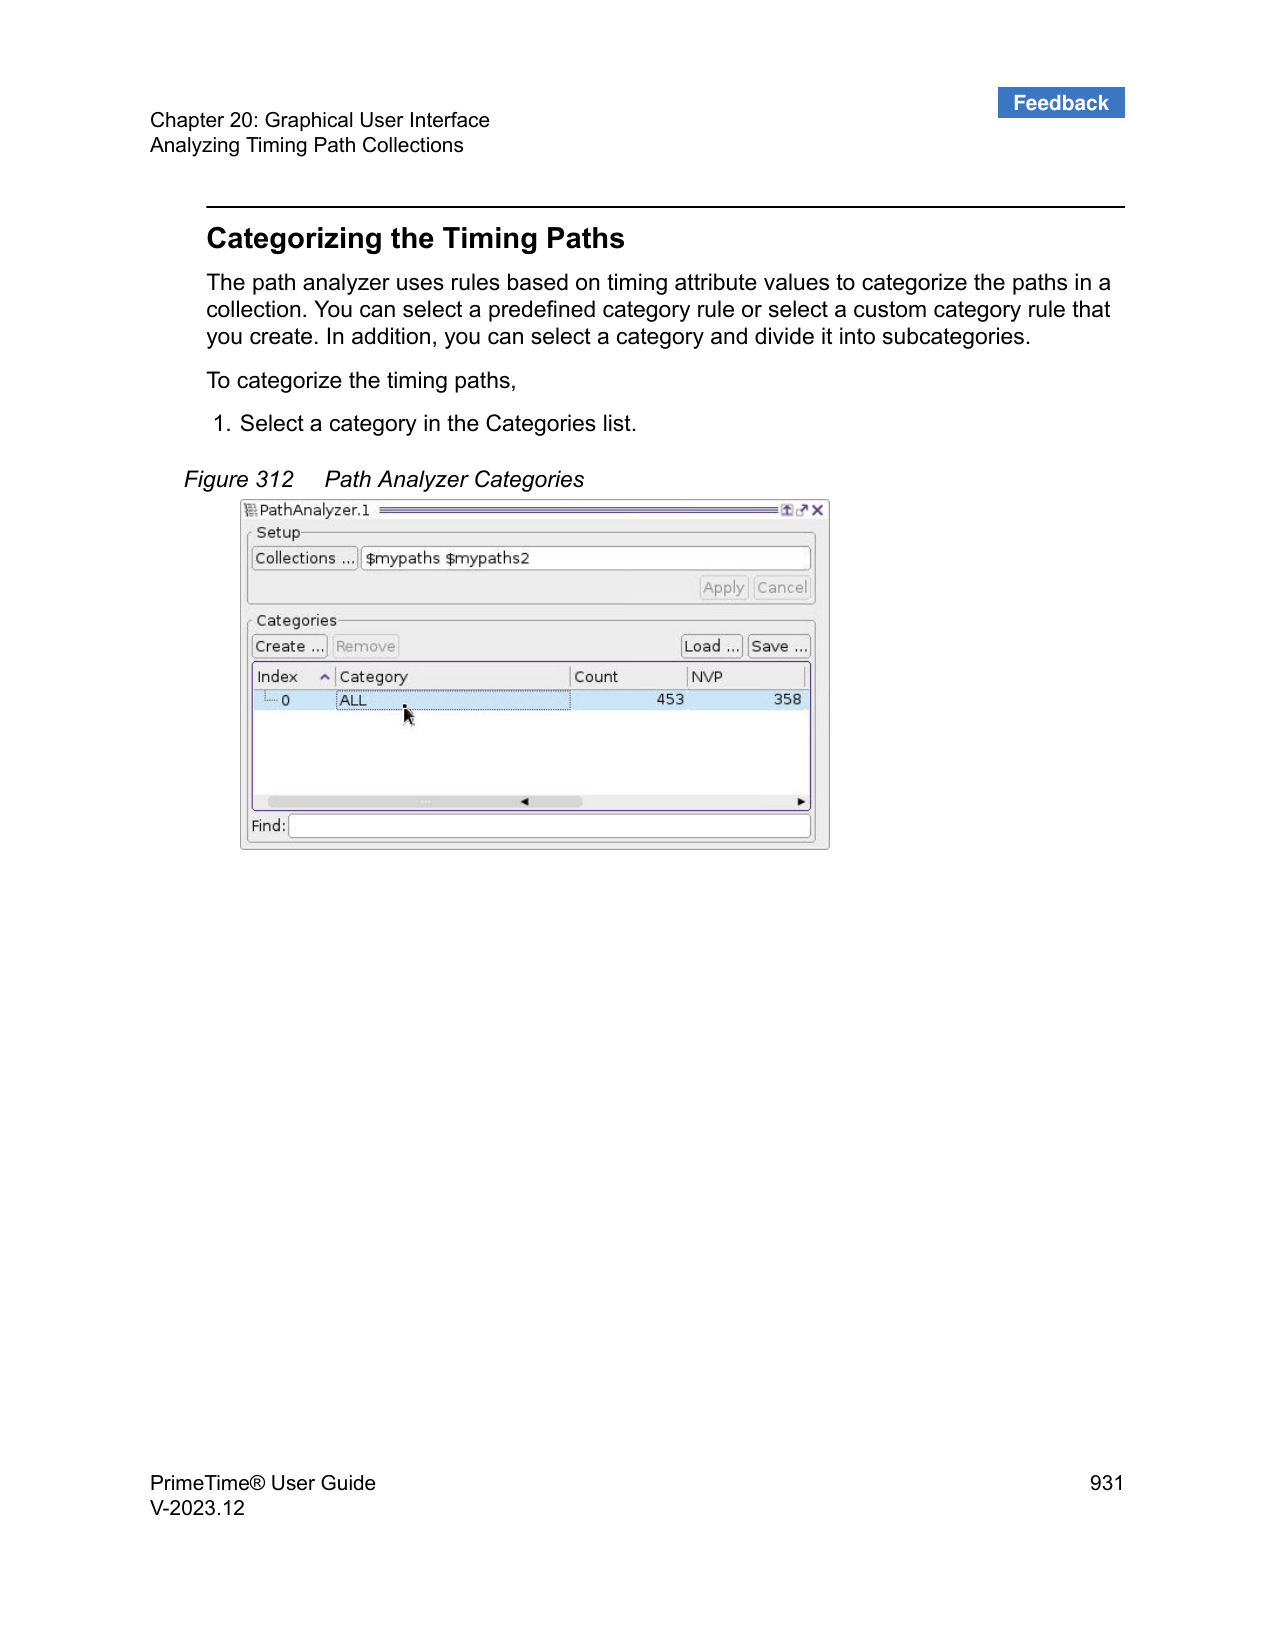 Feedback
Chapter 20: Graphical User Interface
Analyzing Timing Path Collections
Categorizing the Timing Paths
The path analyzer uses rules based on timing attribute values to categorize the paths in a
collection. You can select a predefined category rule or select a custom category rule that
you create. In addition, you can select a category and divide it into subcategories.
To categorize the timing paths,
1. Select a category in the Categories list.
Figure 312 Path Analyzer Categories
PathAnalyzer.1
Setup
Collections ... $mypaths $mypaths2
Apply Cancel
Categories
Create ... Remove Load ... Save ...
Index Category Count NVP
0 ALL 453 358
Find:
PrimeTime® User Guide 931
V-2023.12